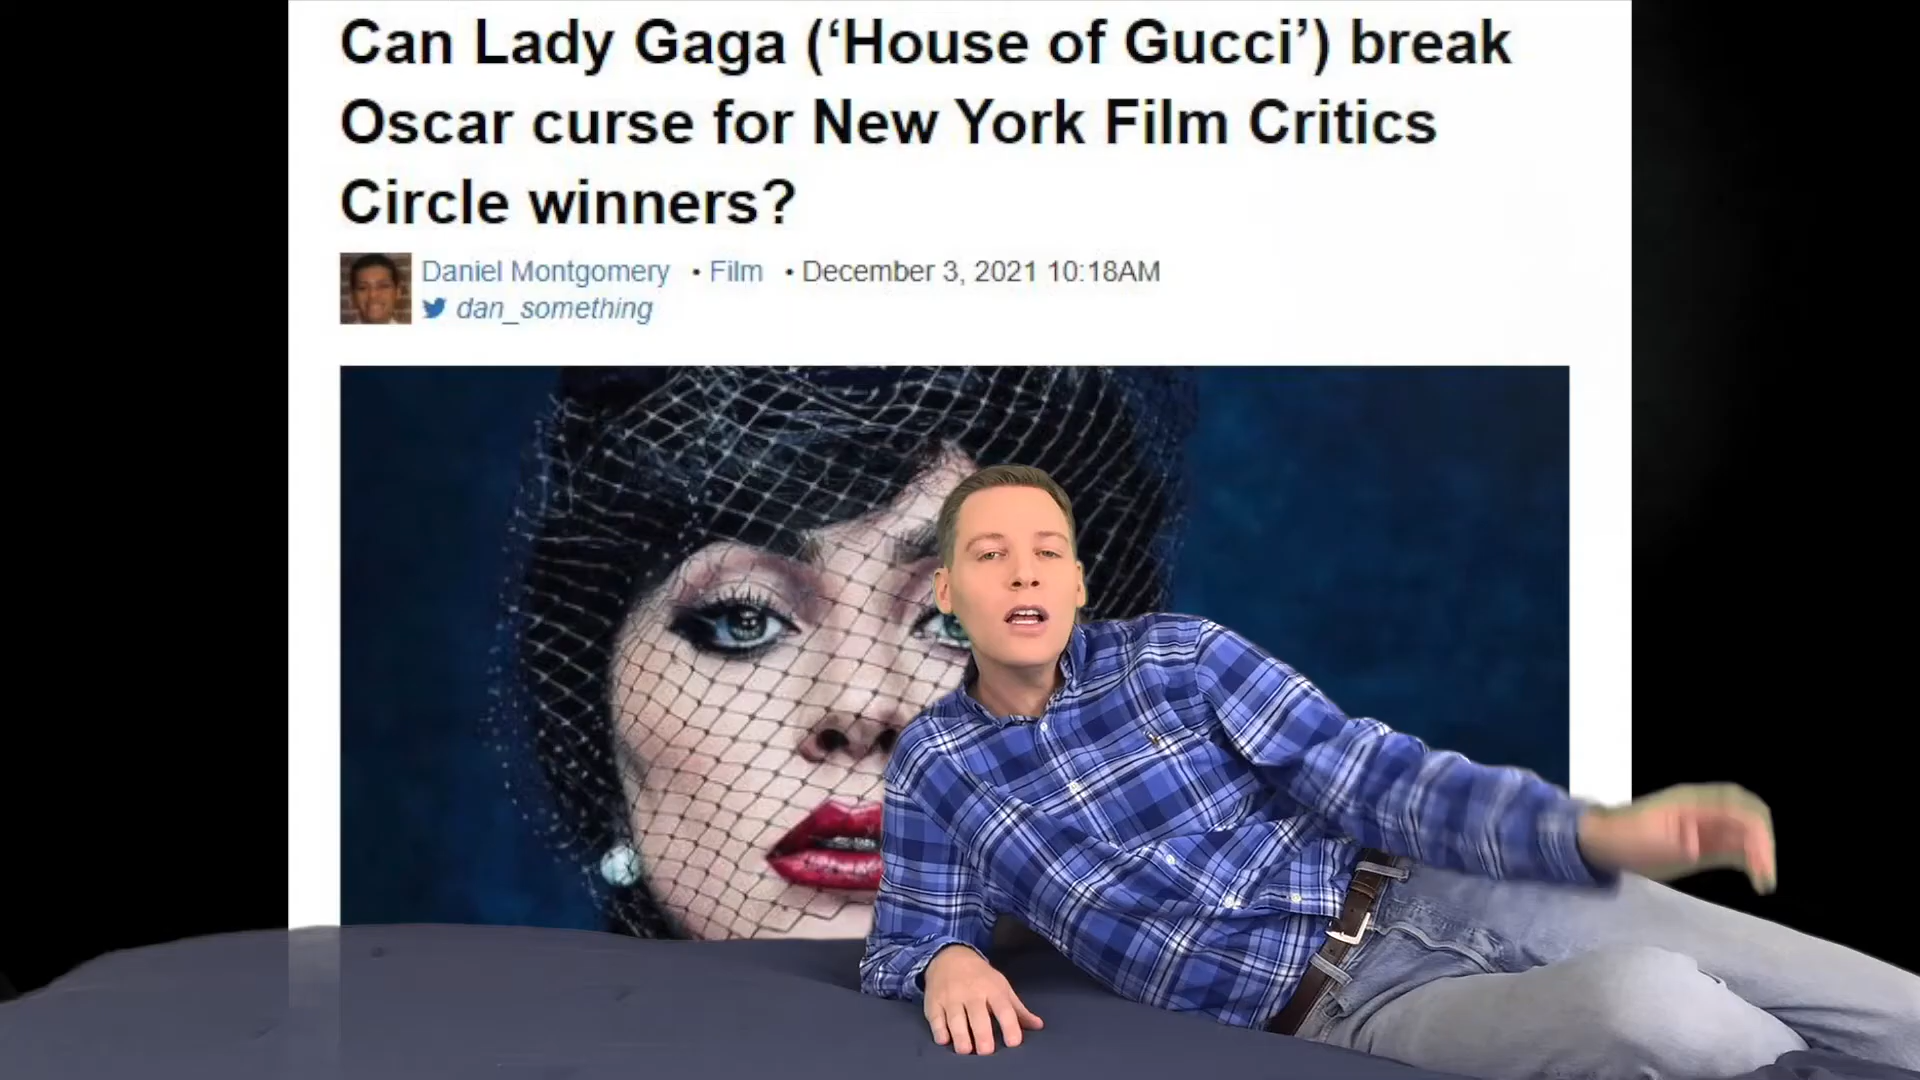 Can Lady Gaga (‘House of Gucci’) break
Oscar curse for New York Film Critics
Circle winners?
Daniel Montgomery • Film • December 3, 2021 10:18AM
dan_something